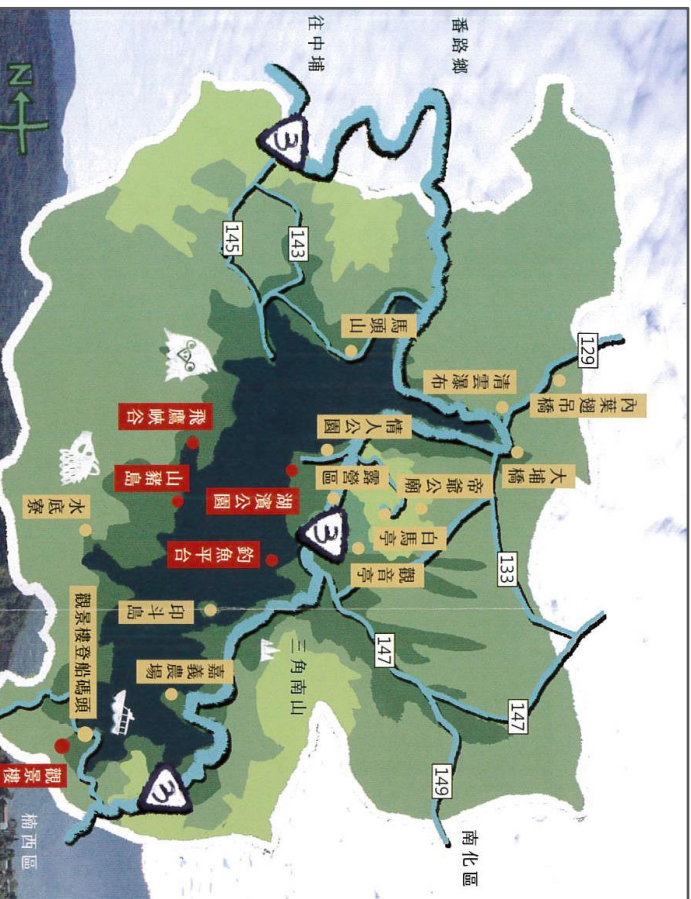 番路鄉
往中埔
N
3
145
143
129
馬頭山
清雲瀑布
內葉翅吊橋
大埔橋
情人公園
露營區
帝爺公廟
飛鷹峽谷
湖濱公園
山豬島
水底寮
白馬亭
觀音亭
3
釣魚平台
133
印斗島
三角南山
147
147
149
嘉義農場
觀景樓登船碼頭
觀景樓
3
楠西區
南化區